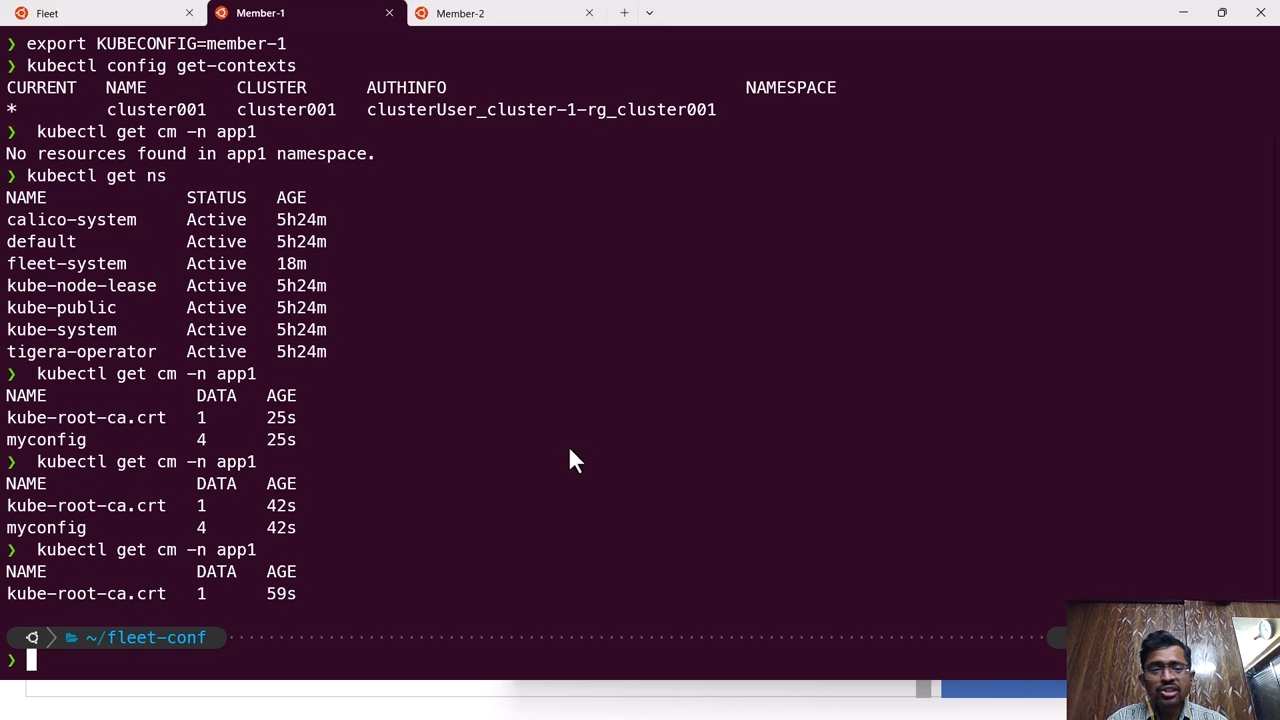 Fleet
Member-1
Member-2
❯ export KUBECONFIG=member-1
❯ kubectl config get-contexts
CURRENT NAME CLUSTER AUTHINFO NAMESPACE
* cluster001 cluster001 clusterUser_cluster-1-rg_cluster001
❯ kubectl get cm -n app1
No resources found in app1 namespace.
❯ kubectl get ns
NAME STATUS AGE
calico-system Active 5h24m
default Active 5h24m
fleet-system Active 18m
kube-node-lease Active 5h24m
kube-public Active 5h24m
kube-system Active 5h24m
tigera-operator Active 5h24m
❯ kubectl get cm -n app1
NAME DATA AGE
kube-root-ca.crt 1 25s
myconfig 4 25s
❯ kubectl get cm -n app1
NAME DATA AGE
kube-root-ca.crt 1 42s
myconfig 4 42s
❯ kubectl get cm -n app1
NAME DATA AGE
kube-root-ca.crt 1 59s
~/fleet-conf
❯